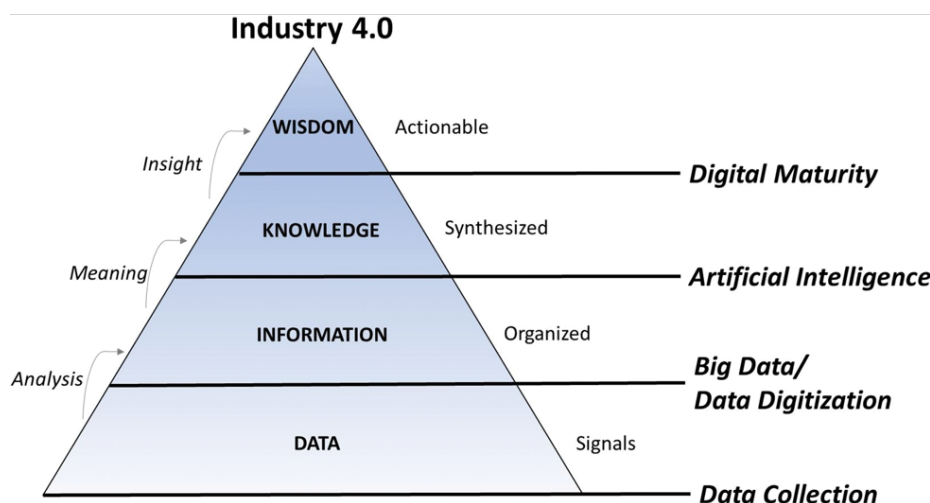 Industry 4.0
WISDOM
Actionable
Insight
Digital Maturity
KNOWLEDGE
Synthesized
Meaning
Artificial Intelligence
INFORMATION
Organized
Analysis
Big Data/
Data Digitization
DATA
Signals
Data Collection